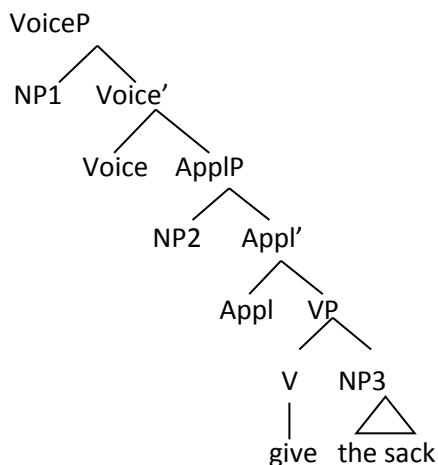 VoiceP
NP1 Voice’
Voice ApplP
NP2 Appl’
Appl VP
V NP3
give the sack